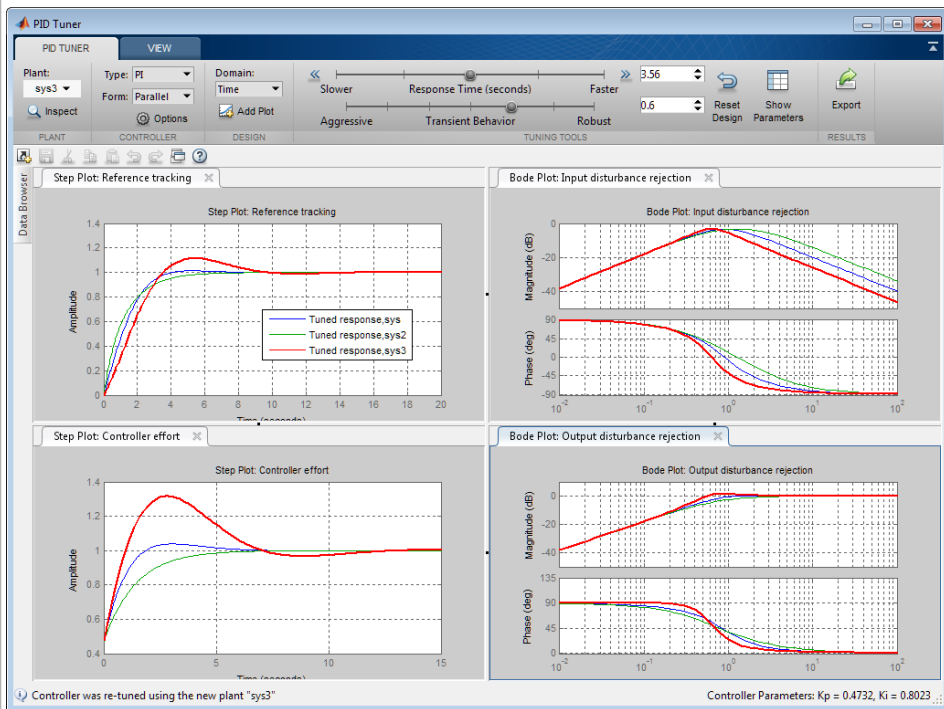 PID Tuner
PID TUNER VIEW
Plant: Type: PI Domain: Slower Response Time (seconds) Faster 3.56
sys3 Form: Parallel Time
Inspect Options Add Plot Aggressive Transient Behavior Robust 0.6 Reset Design Show Parameters Export
PLANT CONTROLLER DESIGN TUNING TOOLS RESULTS
Data Browser
Step Plot: Reference tracking
Step Plot: Reference tracking
Amplitude
1.4
1.2
1
0.8
0.6
0.4
0.2
0
Tuned response,sys
Tuned response,sys2
Tuned response,sys3
0 2 4 6 8 10 12 14 16 18 20
Time (seconds)
Bode Plot: Input disturbance rejection
Bode Plot: Input disturbance rejection
Magnitude (dB)
0
-20
-40
Phase (deg)
90
45
0
-45
-90
10^-2 10^-1 10^0 10^1 10^2
Step Plot: Controller effort
Step Plot: Controller effort
Amplitude
1.4
1.2
1
0.8
0.6
0.4
0 5 10 15
Time (seconds)
Bode Plot: Output disturbance rejection
Bode Plot: Output disturbance rejection
Magnitude (dB)
0
-20
-40
Phase (deg)
135
90
45
0
10^-2 10^-1 10^0 10^1 10^2
Controller was re-tuned using the new plant "sys3"
Controller Parameters: Kp = 0.4732, Ki = 0.8023